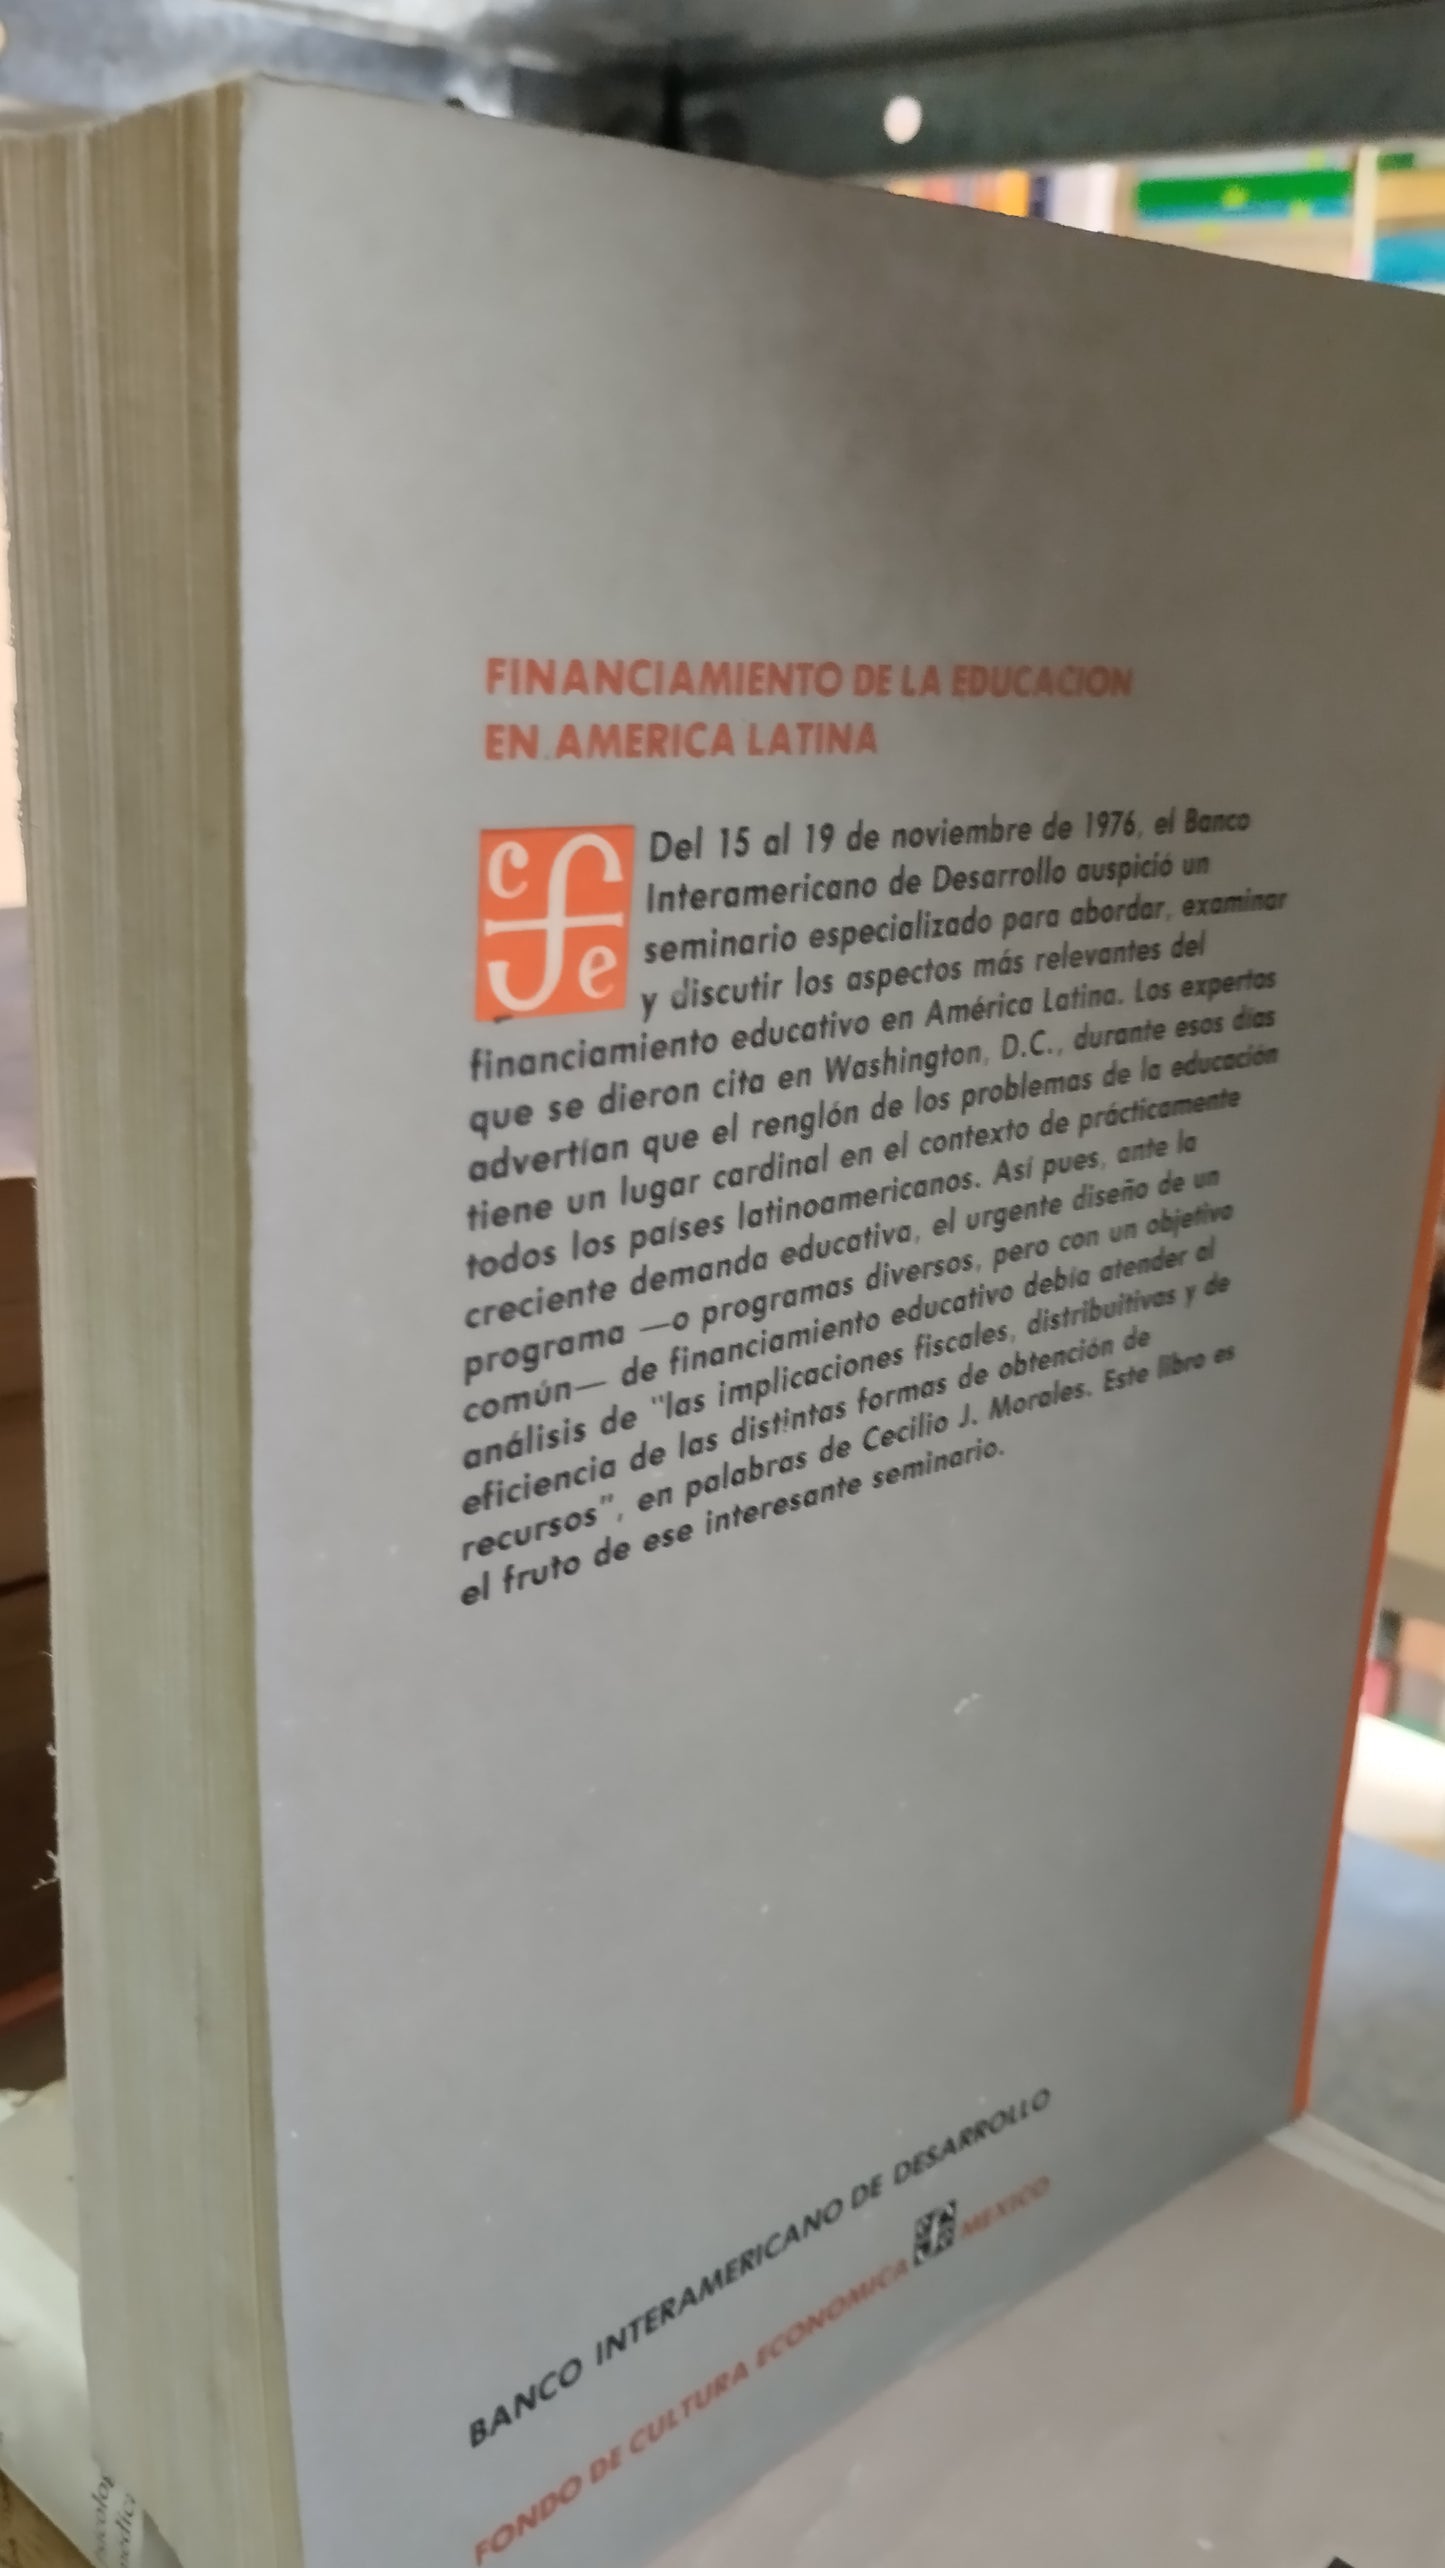 FINANCIAMIENTO DE LA EDUCACION
EN AMERICA LATINA
c f e
Del 15 al 19 de noviembre de 1976, el Banco
Interamericano de Desarrollo auspició un
seminario especializado para abordar, examinar
y discutir los aspectos más relevantes del
financiamiento educativo en América Latina. Los expertos
que se dieron cita en Washington, D.C., durante esos días
advertían que el renglón de los problemas de la educación
tiene un lugar cardinal en el contexto de prácticamente
todos los países latinoamericanos. Así pues, ante la
creciente demanda educativa, el urgente diseño de un
programa —o programas diversos, pero con un objetivo
común— de financiamiento educativo debía atender al
análisis de "las implicaciones fiscales, distribuitivas y de
eficiencia de las distintas formas de obtención de
recursos", en palabras de Cecilio J. Morales. Este libro es
el fruto de ese interesante seminario.
BANCO INTERAMERICANO DE DESARROLLO
FONDO DE CULTURA ECONOMICA MEXICO